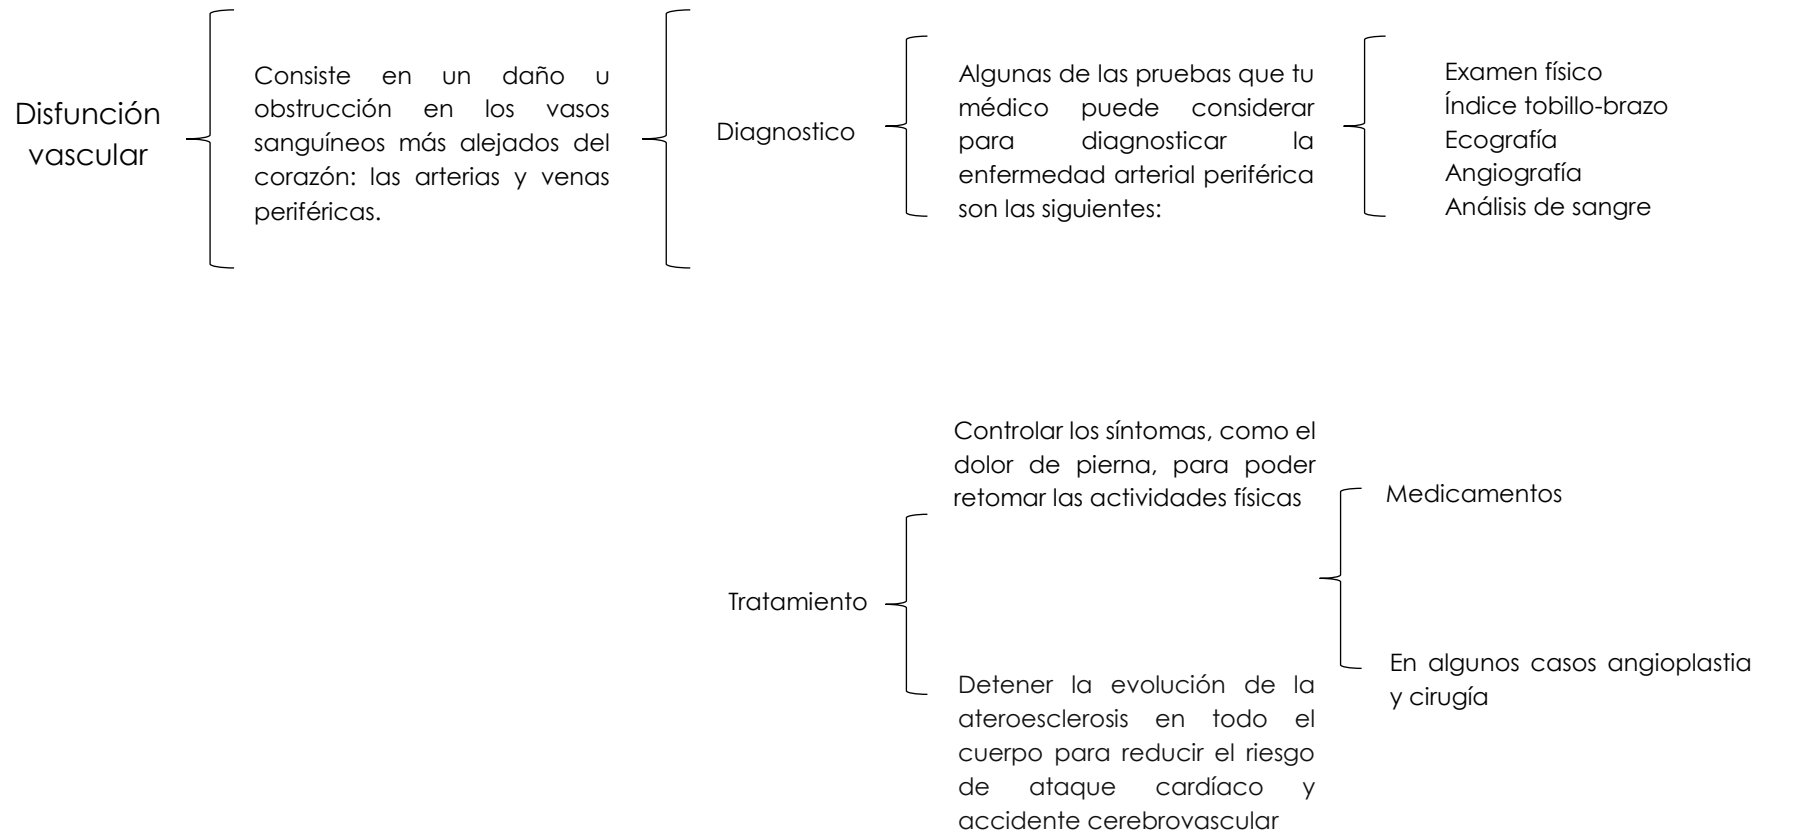 Disfunción
vascular
Consiste en un daño u
obstrucción en los vasos
sanguíneos más alejados del
corazón: las arterias y venas
periféricas.
Diagnostico
Algunas de las pruebas que tu
médico puede considerar
para diagnosticar la
enfermedad arterial periférica
son las siguientes:
Examen físico
Índice tobillo-brazo
Ecografía
Angiografía
Análisis de sangre
Tratamiento
Controlar los síntomas, como el
dolor de pierna, para poder
retomar las actividades físicas
Detener la evolución de la
ateroesclerosis en todo el
cuerpo para reducir el riesgo
de ataque cardíaco y
accidente cerebrovascular
Medicamentos
En algunos casos angioplastia
y cirugía